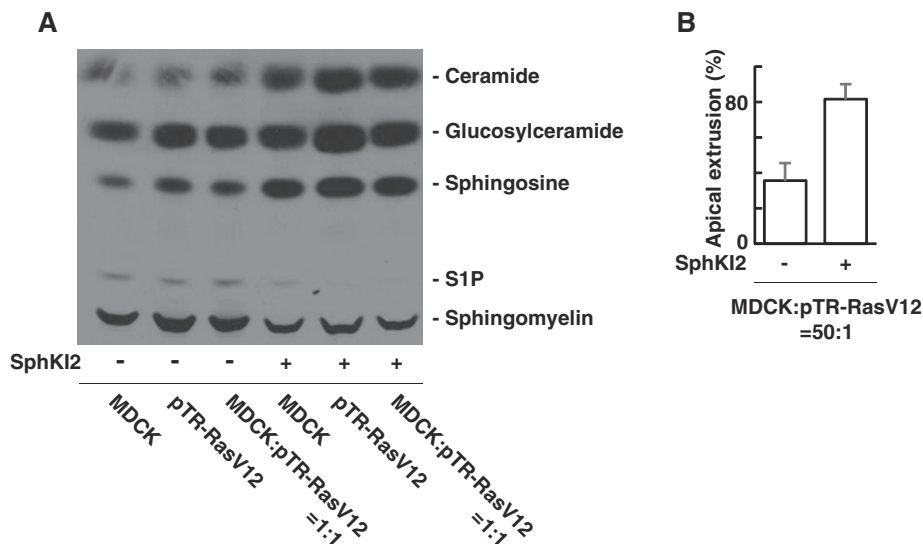 A
- Ceramide
- Glucosylceramide
- Sphingosine
- S1P
- Sphingomyelin
SphKI2 - - - + + +
MDCK
pTR-RasV12
MDCK:pTR-RasV12
=1:1
MDCK
pTR-RasV12
MDCK:pTR-RasV12
=1:1
B
Apical extrusion (%)
80
0
SphKI2 - +
MDCK:pTR-RasV12
=50:1